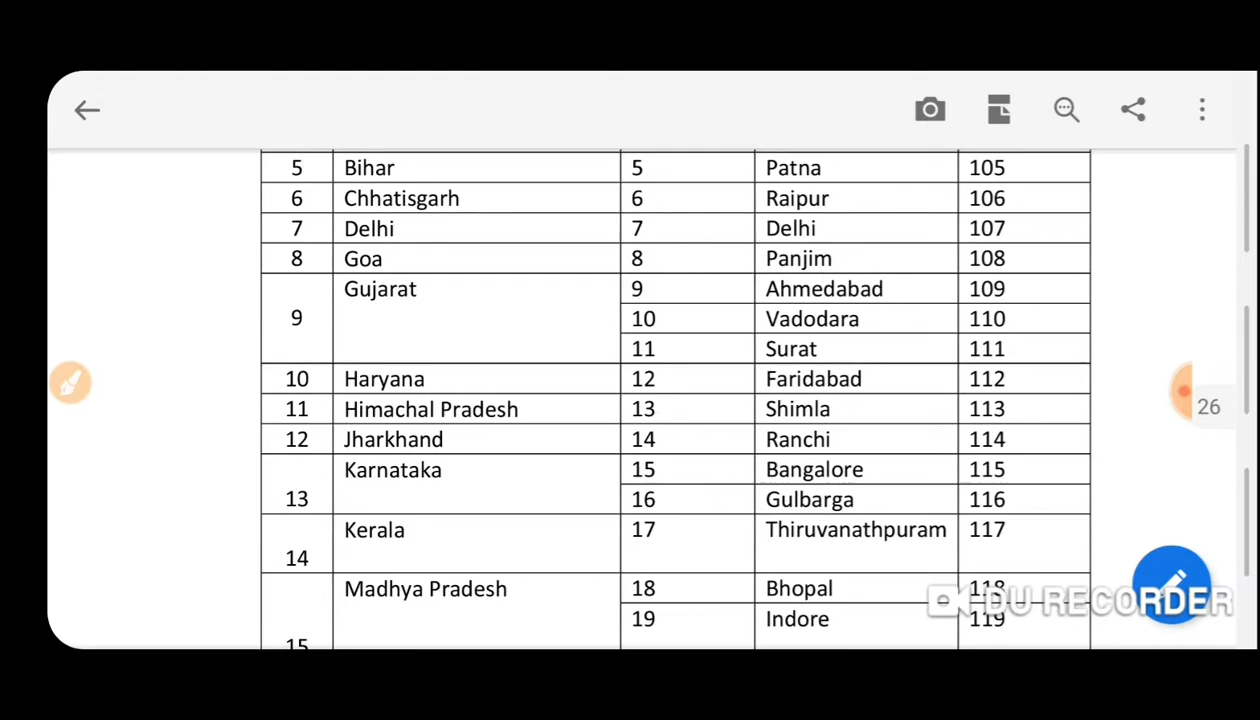 5 Bihar 5 Patna 105
6 Chhatisgarh 6 Raipur 106
7 Delhi 7 Delhi 107
8 Goa 8 Panjim 108
Gujarat 9 Ahmedabad 109
9 10 Vadodara 110
11 Surat 111
10 Haryana 12 Faridabad 112
11 Himachal Pradesh 13 Shimla 113
26
12 Jharkhand 14 Ranchi 114
Karnataka 15 Bangalore 115
13 16 Gulbarga 116
Kerala 17 Thiruvanathpuram 117
14
Madhya Pradesh 18 Bhopal 118
DU RECORDER
19 Indore 119
15